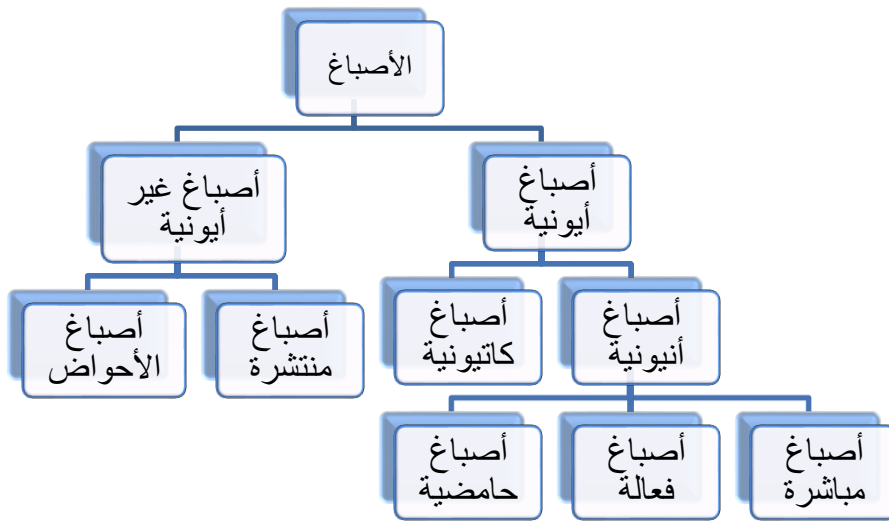 الأصباغ
أصباغ
أيونية
أصباغ غير
أيونية
أصباغ
أنيونية
أصباغ
كاتيونية
أصباغ
منتشرة
أصباغ
الأحواض
أصباغ
مباشرة
أصباغ
فعالة
أصباغ
حامضية